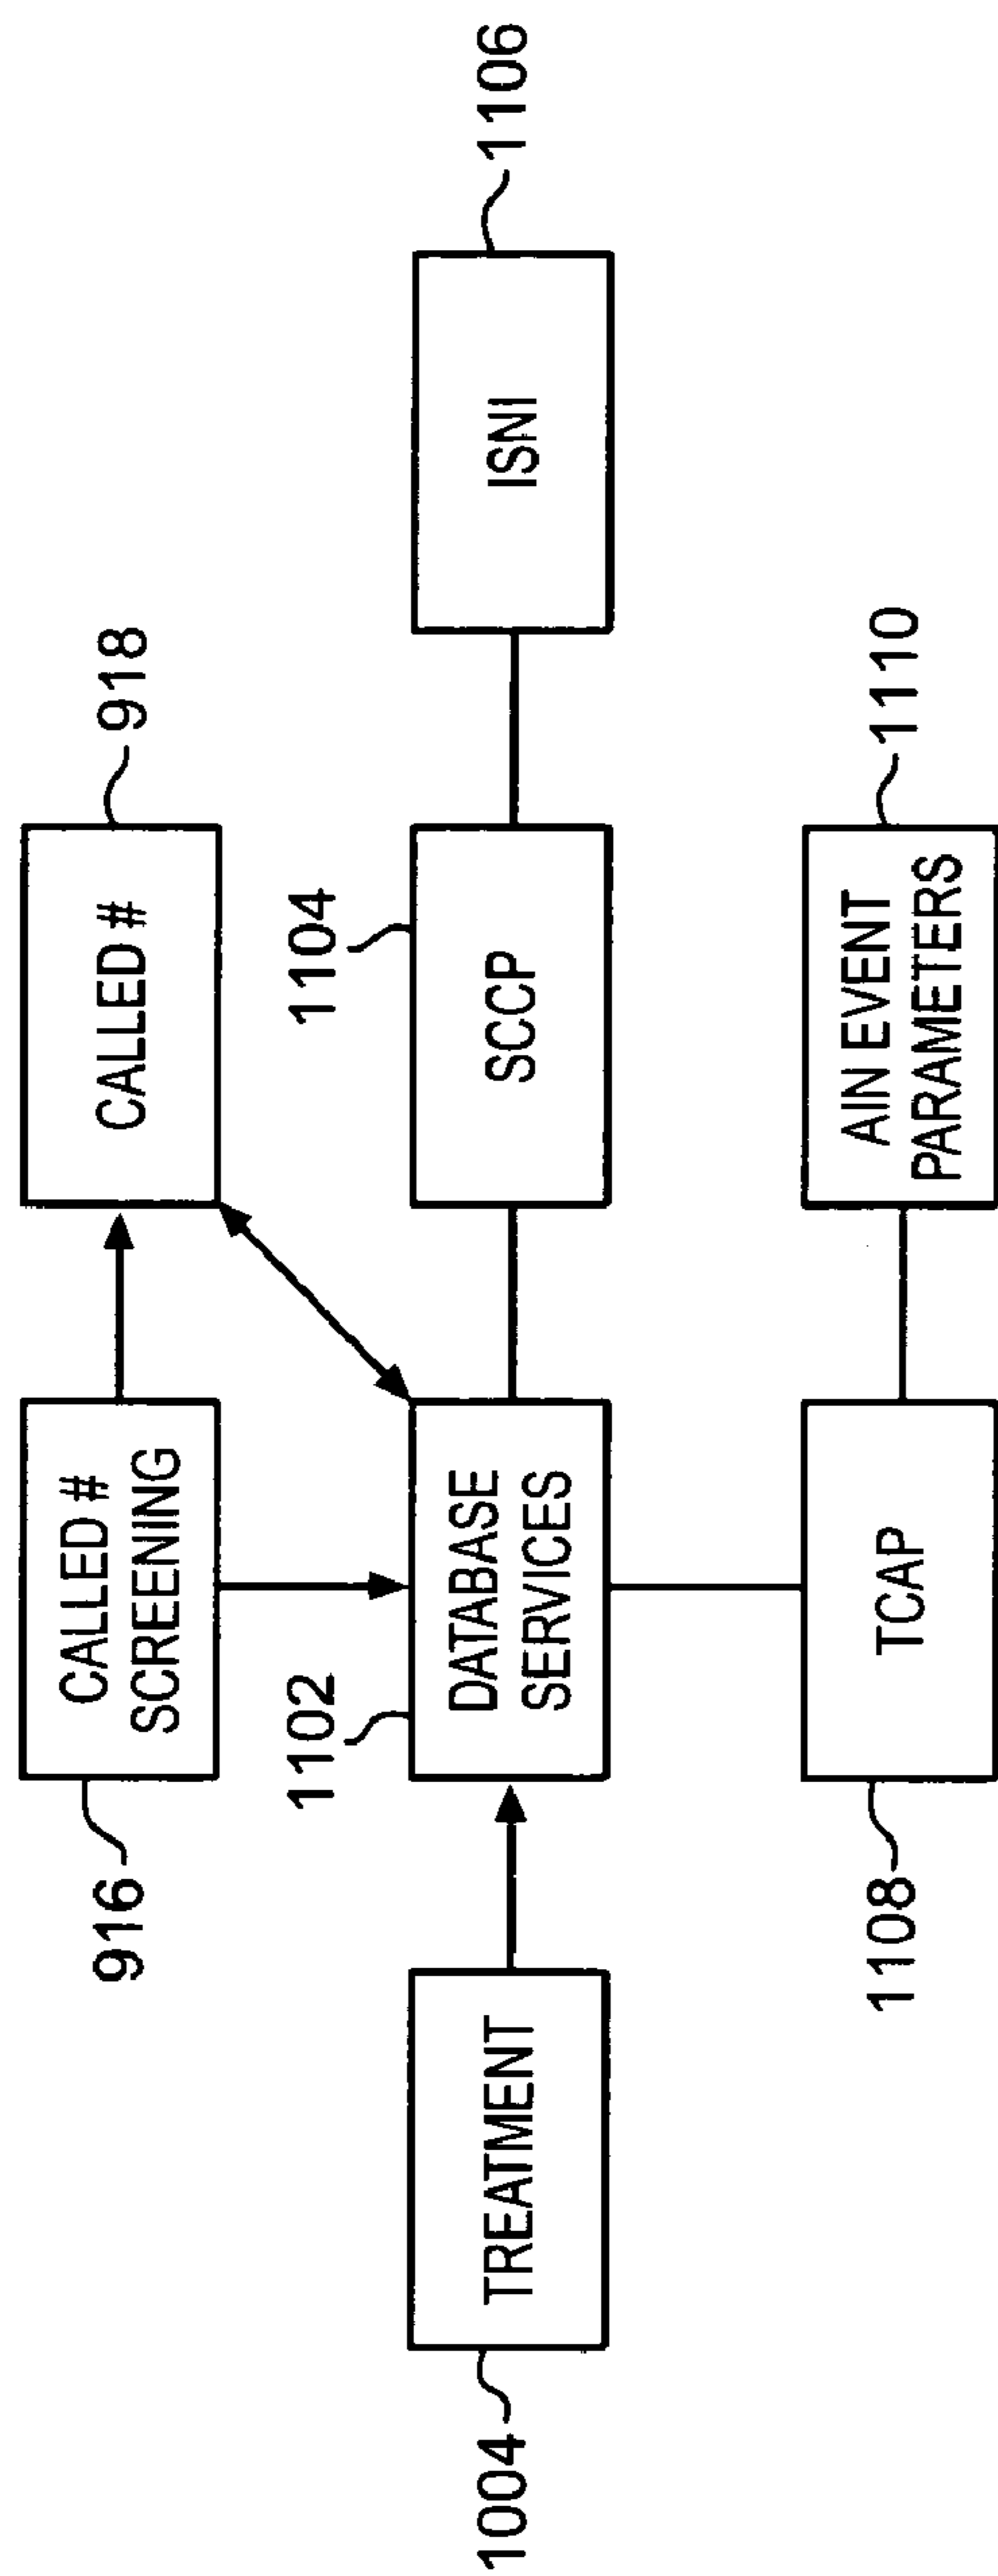 916
CALLED #
SCREENING
CALLED #
918
1004
TREATMENT
1102
DATABASE
SERVICES
1104
SCCP
ISNI
1106
1108
TCAP
AIN EVENT
PARAMETERS
1110